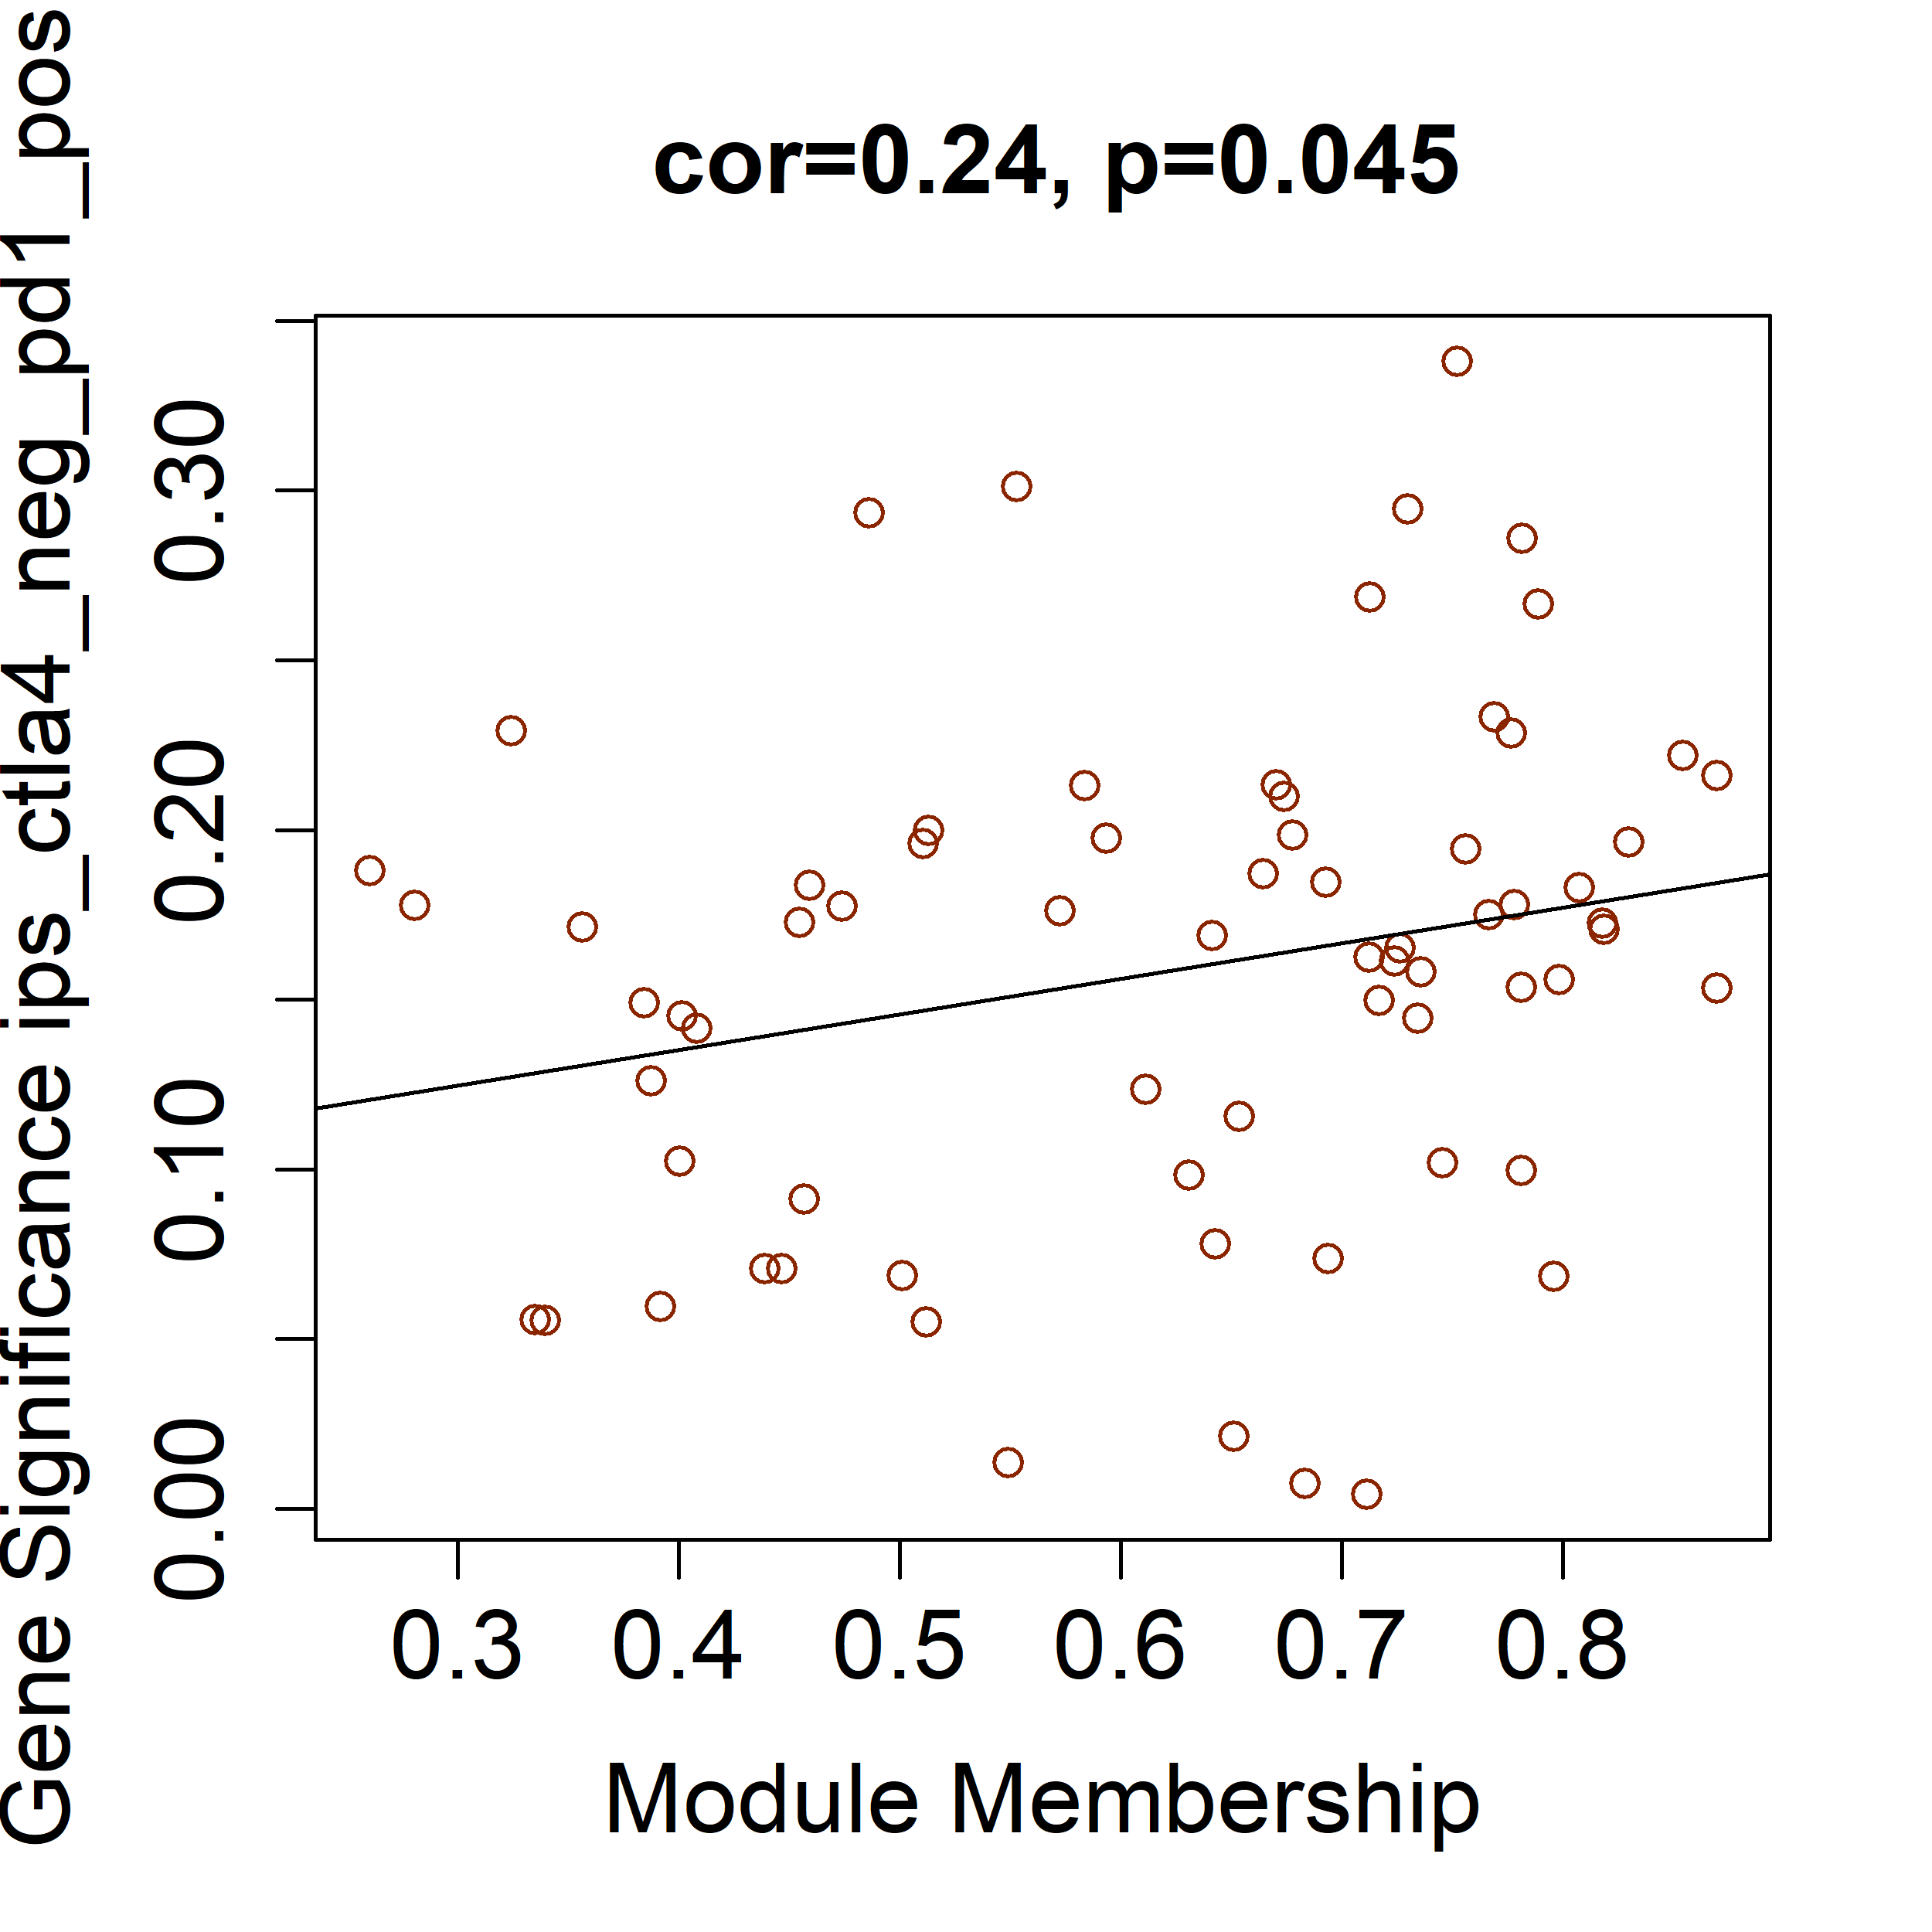 cor=0.24, p=0.045
Gene Significance ips_ctla4_neg_pd1_pos
0.30
0.20
0.10
0.00
0.3 0.4 0.5 0.6 0.7 0.8
Module Membership